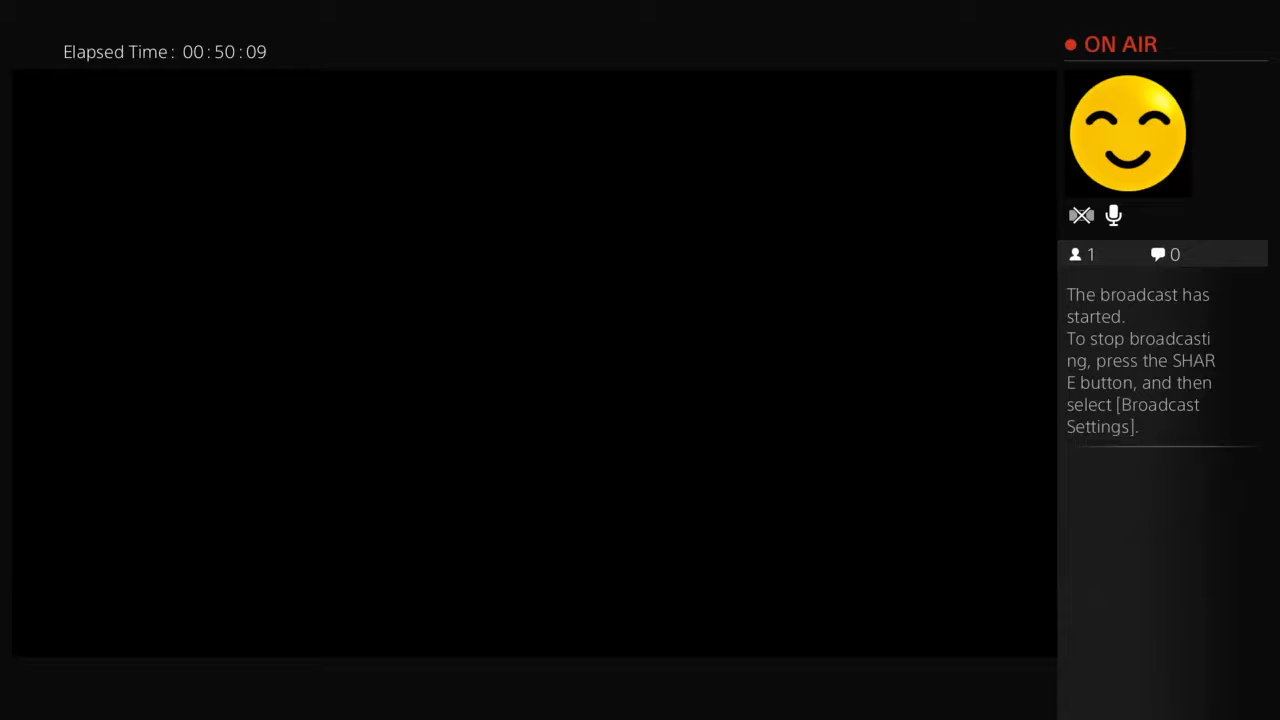 Elapsed Time: 00:50:09
ON AIR
1 0
The broadcast has
started.
To stop broadcasti
ng, press the SHAR
E button, and then
select [Broadcast
Settings].